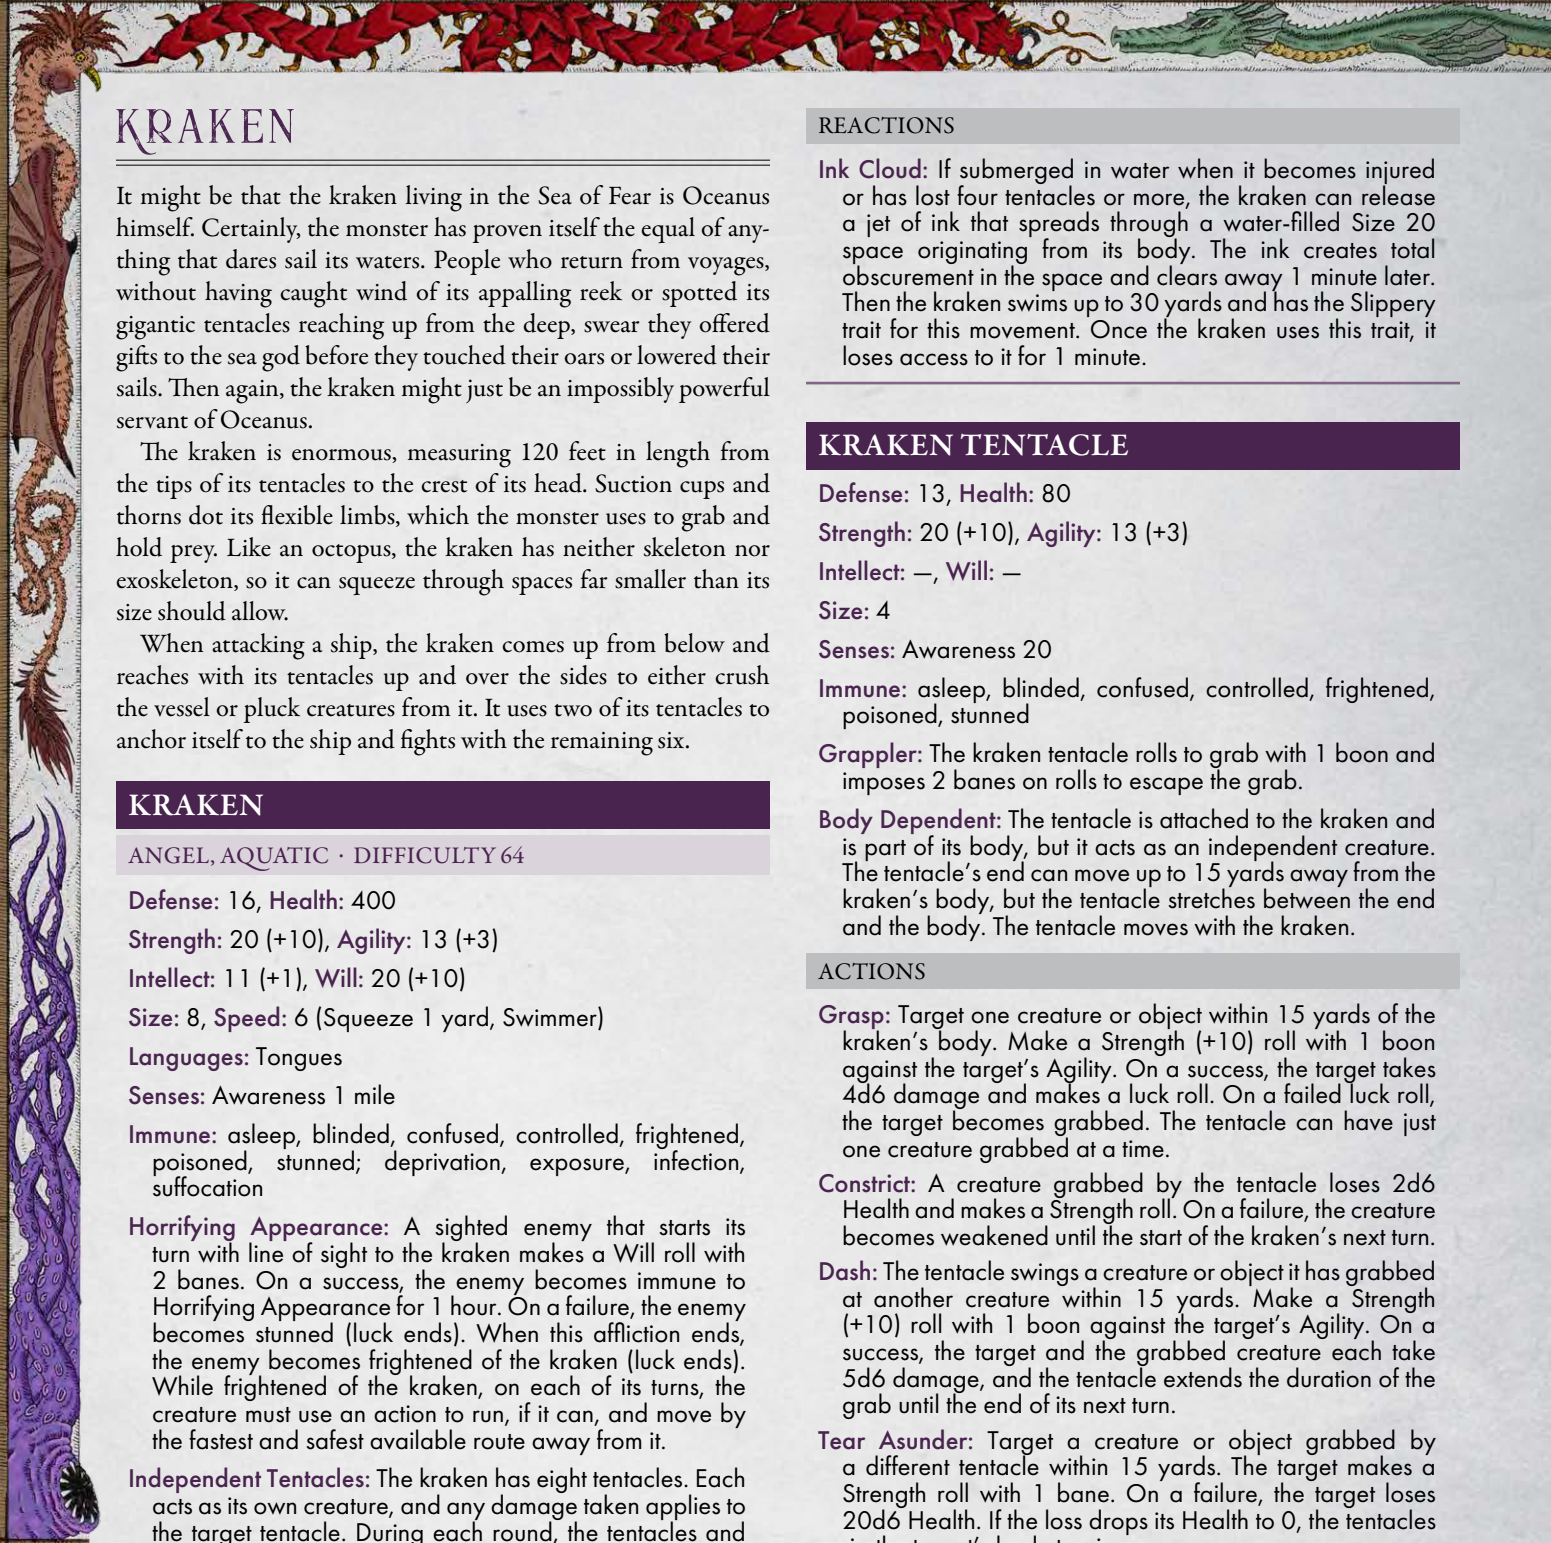 KRAKEN
It might be that the kraken living in the Sea of Fear is Oceanus
himself. Certainly, the monster has proven itself the equal of any-
thing that dares sail its waters. People who return from voyages,
without having caught wind of its appalling reek or spotted its
gigantic tentacles reaching up from the deep, swear they offered
gifts to the sea god before they touched their oars or lowered their
sails. Then again, the kraken might just be an impossibly powerful
servant of Oceanus.
The kraken is enormous, measuring 120 feet in length from
the tips of its tentacles to the crest of its head. Suction cups and
thorns dot its flexible limbs, which the monster uses to grab and
hold prey. Like an octopus, the kraken has neither skeleton nor
exoskeleton, so it can squeeze through spaces far smaller than its
size should allow.
When attacking a ship, the kraken comes up from below and
reaches with its tentacles up and over the sides to either crush
the vessel or pluck creatures from it. It uses two of its tentacles to
anchor itself to the ship and fights with the remaining six.
KRAKEN
ANGEL, AQUATIC · DIFFICULTY 64
Defense: 16, Health: 400
Strength: 20 (+10), Agility: 13 (+3)
Intellect: 11 (+1), Will: 20 (+10)
Size: 8, Speed: 6 (Squeeze 1 yard, Swimmer)
Languages: Tongues
Senses: Awareness 1 mile
Immune: asleep, blinded, confused, controlled, frightened,
poisoned, stunned; deprivation, exposure, infection,
suffocation
Horrifying Appearance: A sighted enemy that starts its
turn with line of sight to the kraken makes a Will roll with
2 banes. On a success, the enemy becomes immune to
Horrifying Appearance for 1 hour. On a failure, the enemy
becomes stunned (luck ends). When this affliction ends,
the enemy becomes frightened of the kraken (luck ends).
While frightened of the kraken, on each of its turns, the
creature must use an action to run, if it can, and move by
the fastest and safest available route away from it.
Independent Tentacles: The kraken has eight tentacles. Each
acts as its own creature, and any damage taken applies to
the target tentacle. During each round, the tentacles and
REACTIONS
Ink Cloud: If submerged in water when it becomes injured
or has lost four tentacles or more, the kraken can release
a jet of ink that spreads through a water-filled Size 20
space originating from its body. The ink creates total
obscurement in the space and clears away 1 minute later.
Then the kraken swims up to 30 yards and has the Slippery
trait for this movement. Once the kraken uses this trait, it
loses access to it for 1 minute.
KRAKEN TENTACLE
Defense: 13, Health: 80
Strength: 20 (+10), Agility: 13 (+3)
Intellect: —, Will: —
Size: 4
Senses: Awareness 20
Immune: asleep, blinded, confused, controlled, frightened,
poisoned, stunned
Grappler: The kraken tentacle rolls to grab with 1 boon and
imposes 2 banes on rolls to escape the grab.
Body Dependent: The tentacle is attached to the kraken and
is part of its body, but it acts as an independent creature.
The tentacle's end can move up to 15 yards away from the
kraken's body, but the tentacle stretches between the end
and the body. The tentacle moves with the kraken.
ACTIONS
Grasp: Target one creature or object within 15 yards of the
kraken's body. Make a Strength (+10) roll with 1 boon
against the target's Agility. On a success, the target takes
4d6 damage and makes a luck roll. On a failed luck roll,
the target becomes grabbed. The tentacle can have just
one creature grabbed at a time.
Constrict: A creature grabbed by the tentacle loses 2d6
Health and makes a Strength roll. On a failure, the creature
becomes weakened until the start of the kraken's next turn.
Dash: The tentacle swings a creature or object it has grabbed
at another creature within 15 yards. Make a Strength
(+10) roll with 1 boon against the target's Agility. On a
success, the target and the grabbed creature each take
5d6 damage, and the tentacle extends the duration of the
grab until the end of its next turn.
Tear Asunder: Target a creature or object grabbed by
a different tentacle within 15 yards. The target makes a
Strength roll with 1 bane. On a failure, the target loses
20d6 Health. If the loss drops its Health to 0, the tentacles